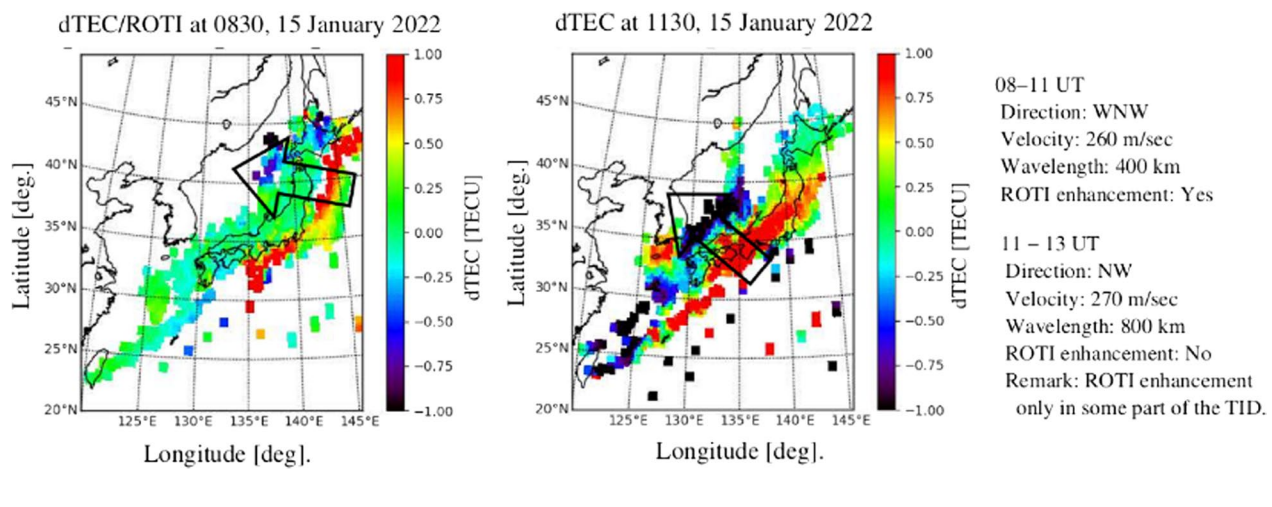 dTEC/ROTI at 0830, 15 January 2022
45°N
40°N
35°N
30°N
25°N
20°N
125°E 130°E 135°E 140°E 145°E
Latitude [deg.]
Longitude [deg].
1.00
0.75
0.50
0.25
0.00
−0.25
−0.50
−0.75
−1.00
dTEC [TECU]
dTEC at 1130, 15 January 2022
45°N
40°N
35°N
30°N
25°N
20°N
125°E 130°E 135°E 140°E 145°E
Latitude [deg.]
Longitude [deg].
1.00
0.75
0.50
0.25
0.00
−0.25
−0.50
−0.75
−1.00
dTEC [TECU]
08–11 UT
Direction: WNW
Velocity: 260 m/sec
Wavelength: 400 km
ROTI enhancement: Yes
11 – 13 UT
Direction: NW
Velocity: 270 m/sec
Wavelength: 800 km
ROTI enhancement: No
Remark: ROTI enhancement
only in some part of the TID.